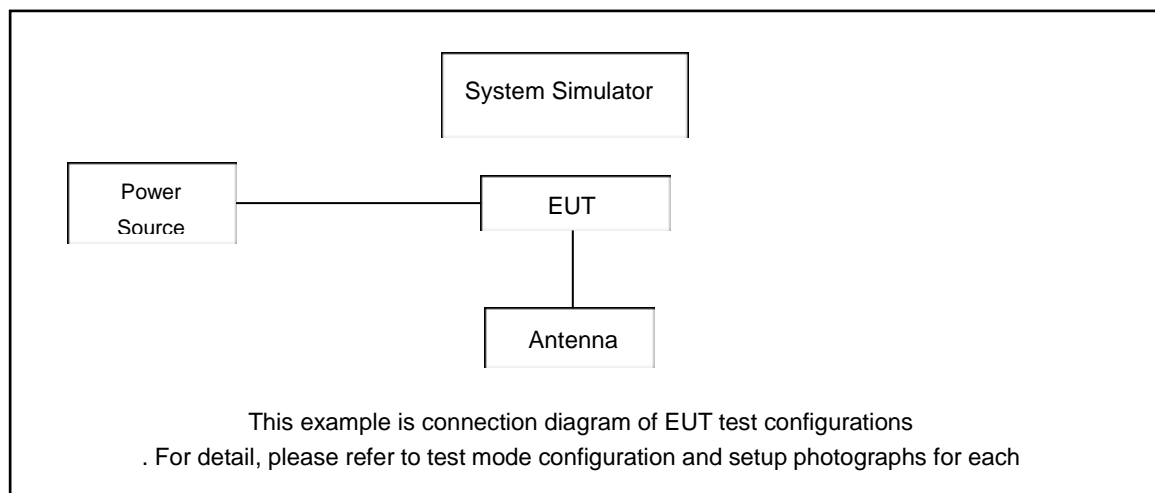 System Simulator
Power
Source
EUT
Antenna
This example is connection diagram of EUT test configurations
. For detail, please refer to test mode configuration and setup photographs for each